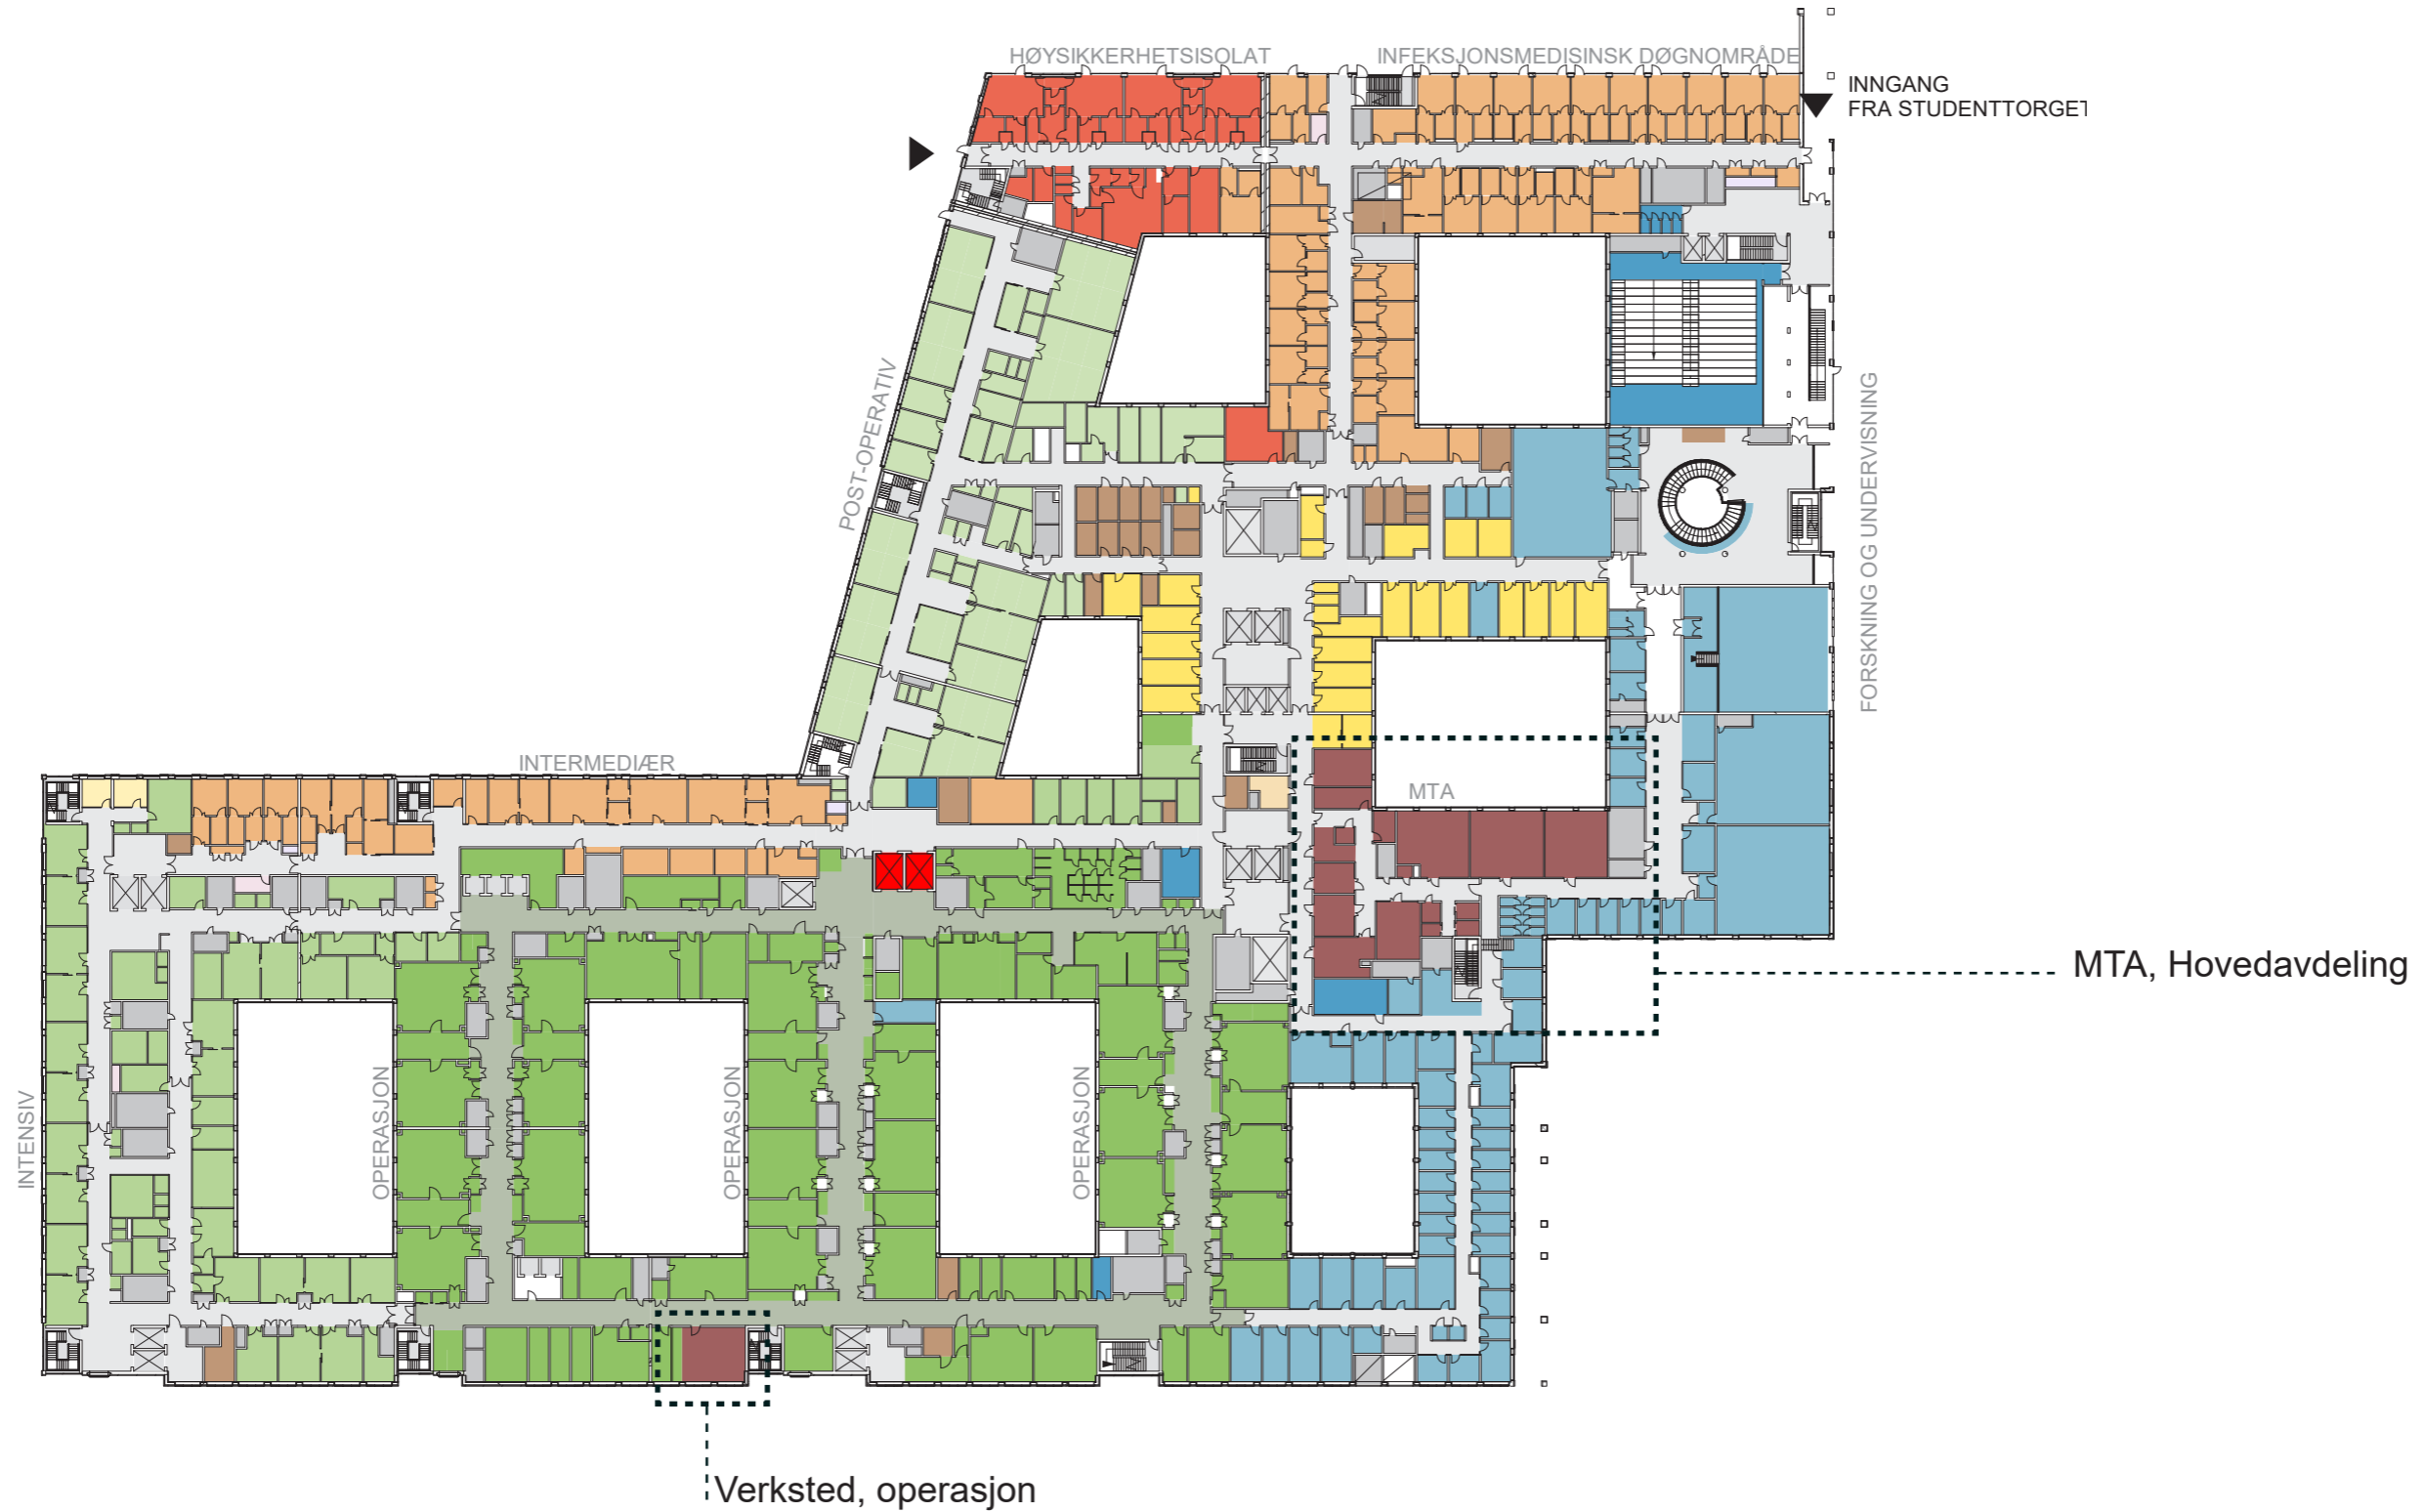 HØYSIKKERHETSISOLAT
INFEKSJONSMEDISINSK DØGNOMRÅDE
INNGANG
FRA STUDENTTORGET
POST-OPERATIV
FORSKNING OG UNDERVISNING
INTERMEDIÆR
MTA
MTA, Hovedavdeling
INTENSIV
OPERASJON
OPERASJON
OPERASJON
Verksted, operasjon